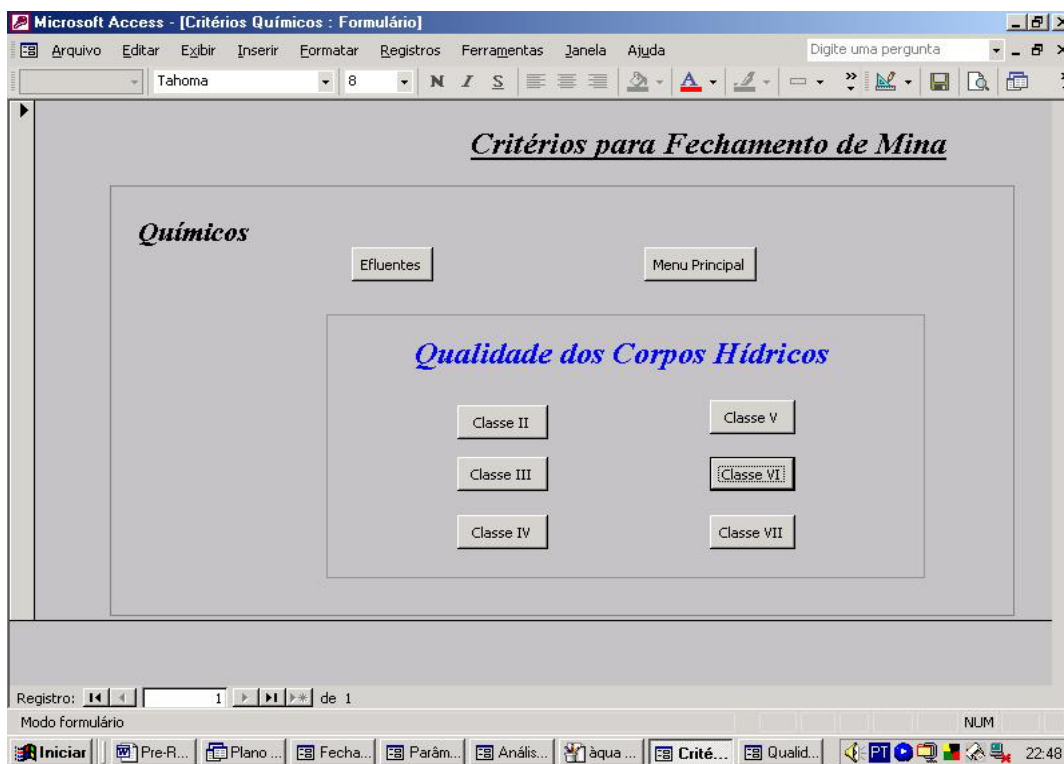 Microsoft Access - [Critérios Químicos : Formulário]
Arquivo Editar Exibir Inserir Formatar Registros Ferramentas Janela Ajuda Digite uma pergunta
Tahoma 8 N I S A
Critérios para Fechamento de Mina
Químicos
Efluentes Menu Principal
Qualidade dos Corpos Hídricos
Classe II Classe V
Classe III Classe VI
Classe IV Classe VII
Registro: 1 de 1
Modo formulário NUM
Iniciar Pre-R... Plano ... Fecha... Parâm... Anális... àqua ... Crité... Qualid... PT 22:48